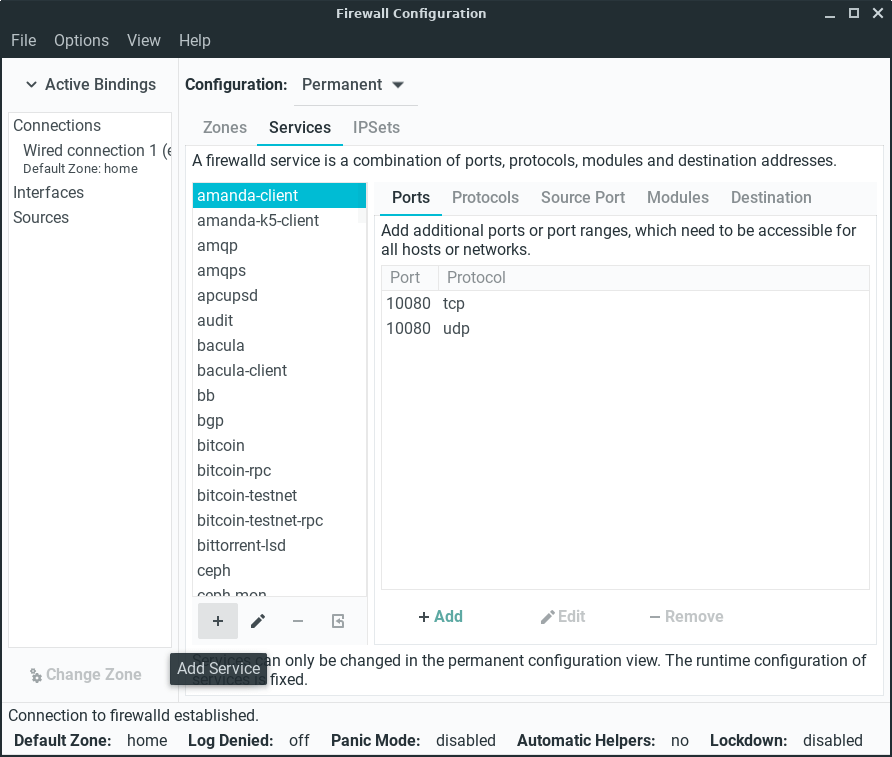 Firewall Configuration
File Options View Help
Active Bindings
Connections
Wired connection 1 (e
Default Zone: home
Interfaces
Sources
Change Zone
Configuration: Permanent
Zones Services IPSets
A firewalld service is a combination of ports, protocols, modules and destination addresses.
amanda-client
amanda-k5-client
amqp
amqps
apcupsd
audit
bacula
bacula-client
bb
bgp
bitcoin
bitcoin-rpc
bitcoin-testnet
bitcoin-testnet-rpc
bittorrent-lsd
ceph
ceph-mon
Ports Protocols Source Port Modules Destination
Add additional ports or port ranges, which need to be accessible for
all hosts or networks.
Port Protocol
10080 tcp
10080 udp
+ Add Edit − Remove
Add Service
Services can only be changed in the permanent configuration view. The runtime configuration of
services is fixed.
Connection to firewalld established.
Default Zone: home Log Denied: off Panic Mode: disabled Automatic Helpers: no Lockdown: disabled